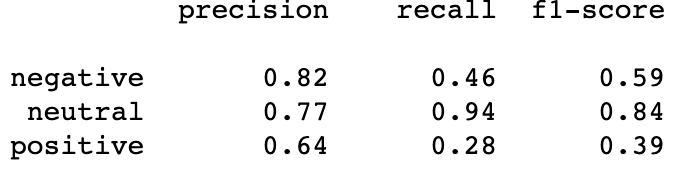 precision recall f1-score
negative 0.82 0.46 0.59
neutral 0.77 0.94 0.84
positive 0.64 0.28 0.39